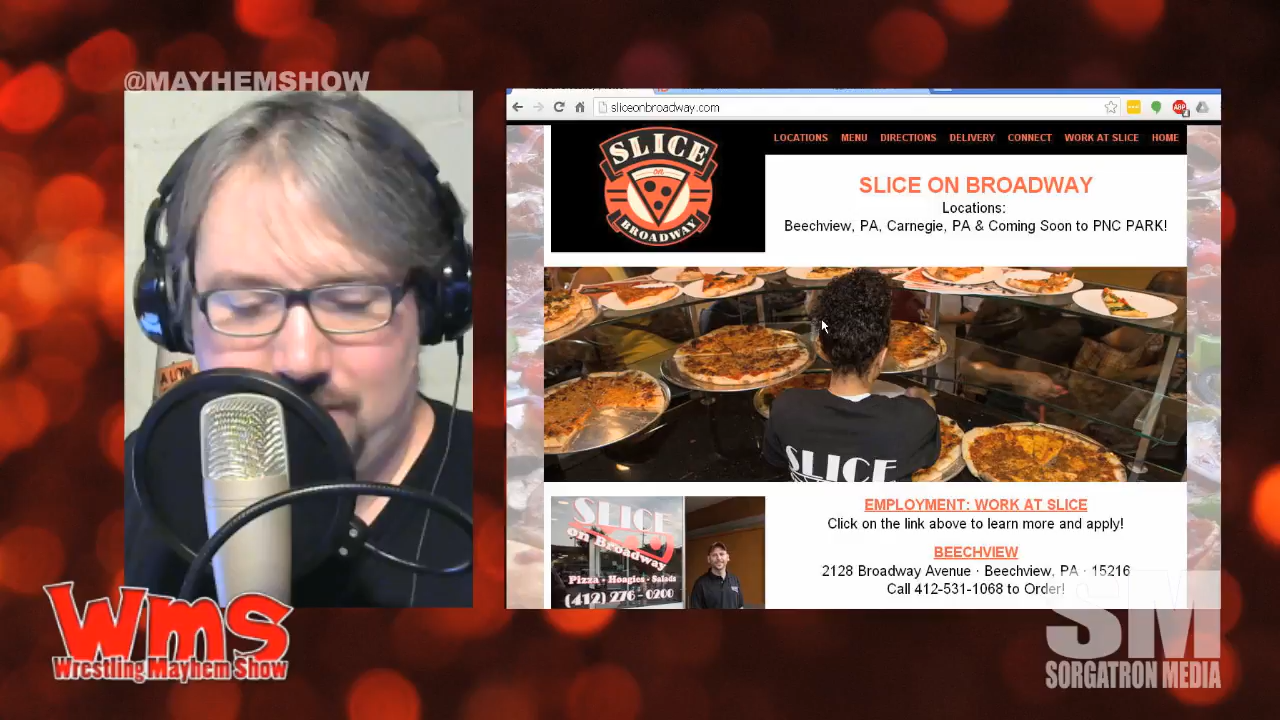 @MAYHEMSHOW
sliceonbroadway.com
ABP
SLICE
on
BROADWAY
LOCATIONS MENU DIRECTIONS DELIVERY CONNECT WORK AT SLICE HOME
SLICE ON BROADWAY
Locations:
Beechview, PA, Carnegie, PA & Coming Soon to PNC PARK!
SLICE
SLICE
on Broadway
Pizza • Hoagies • Salads
(412) 276-0200
EMPLOYMENT: WORK AT SLICE
Click on the link above to learn more and apply!
BEECHVIEW
2128 Broadway Avenue · Beechview, PA · 15216
Call 412-531-1068 to Order!
WMS
Wrestling Mayhem Show
SM
SORGATRON MEDIA